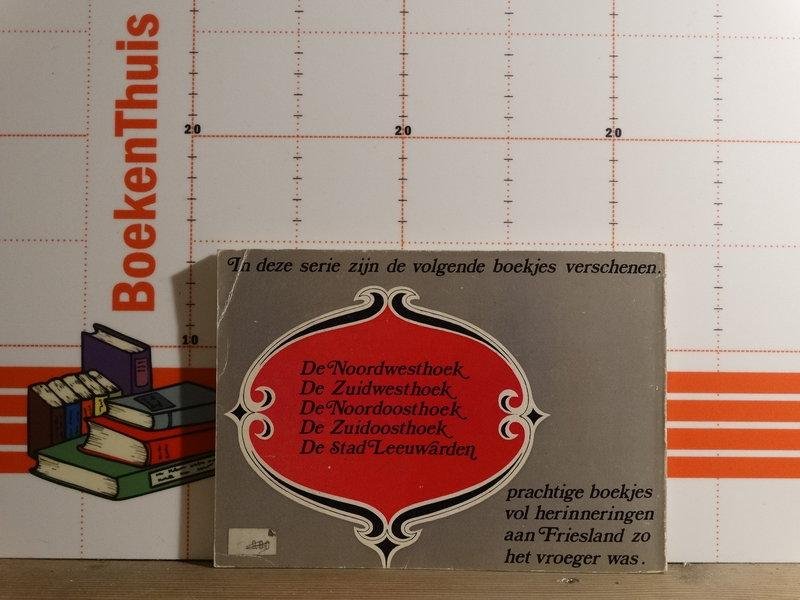 BoekenThuis
20 20 20
10
In deze serie zijn de volgende boekjes verschenen.
De Noordwesthoek
De Zuidwesthoek
De Noordoosthoek
De Zuidoosthoek
De Stad Leeuwarden
prachtige boekjes
vol herinneringen
aan Friesland zo
het vroeger was.